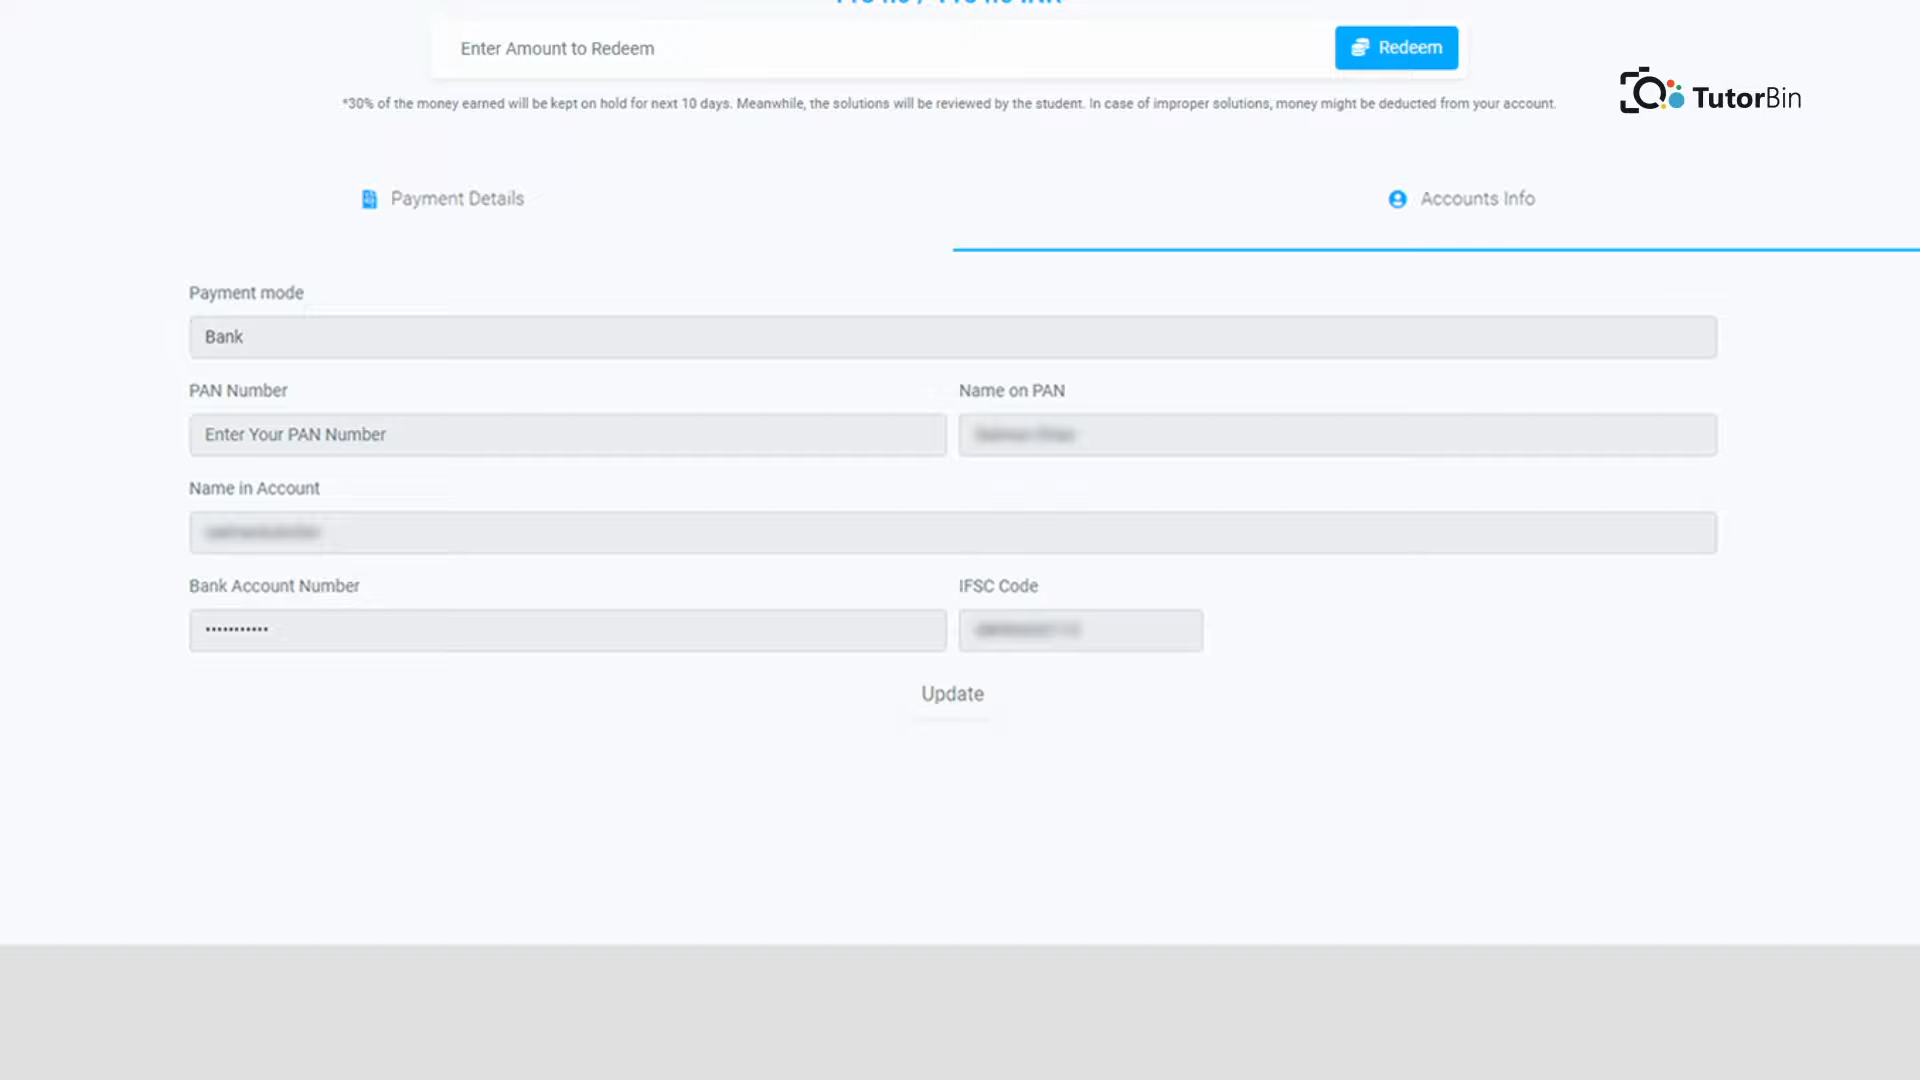 Enter Amount to Redeem
Redeem
*30% of the money earned will be kept on hold for next 10 days. Meanwhile, the solutions will be reviewed by the student. In case of improper solutions, money might be deducted from your account.
TutorBin
Payment Details
Accounts Info
Payment mode
Bank
PAN Number
Name on PAN
Enter Your PAN Number
Name in Account
Bank Account Number
IFSC Code
•••••••••••
Update